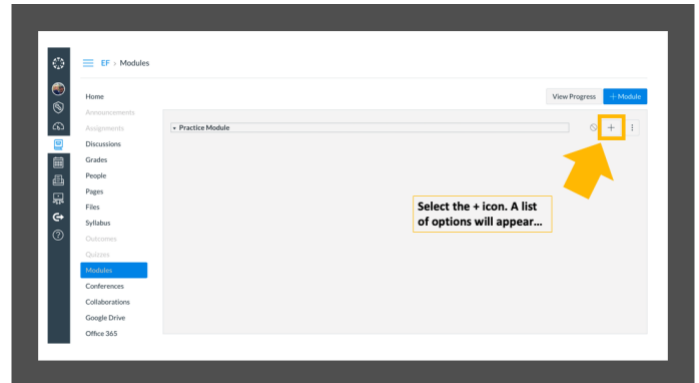 EF > Modules
Home
View Progress
+ Module
Announcements
Assignments
Practice Module
Discussions
Grades
People
Pages
Files
Select the + icon. A list
of options will appear...
Syllabus
Outcomes
Quizzes
Modules
Conferences
Collaborations
Google Drive
Office 365